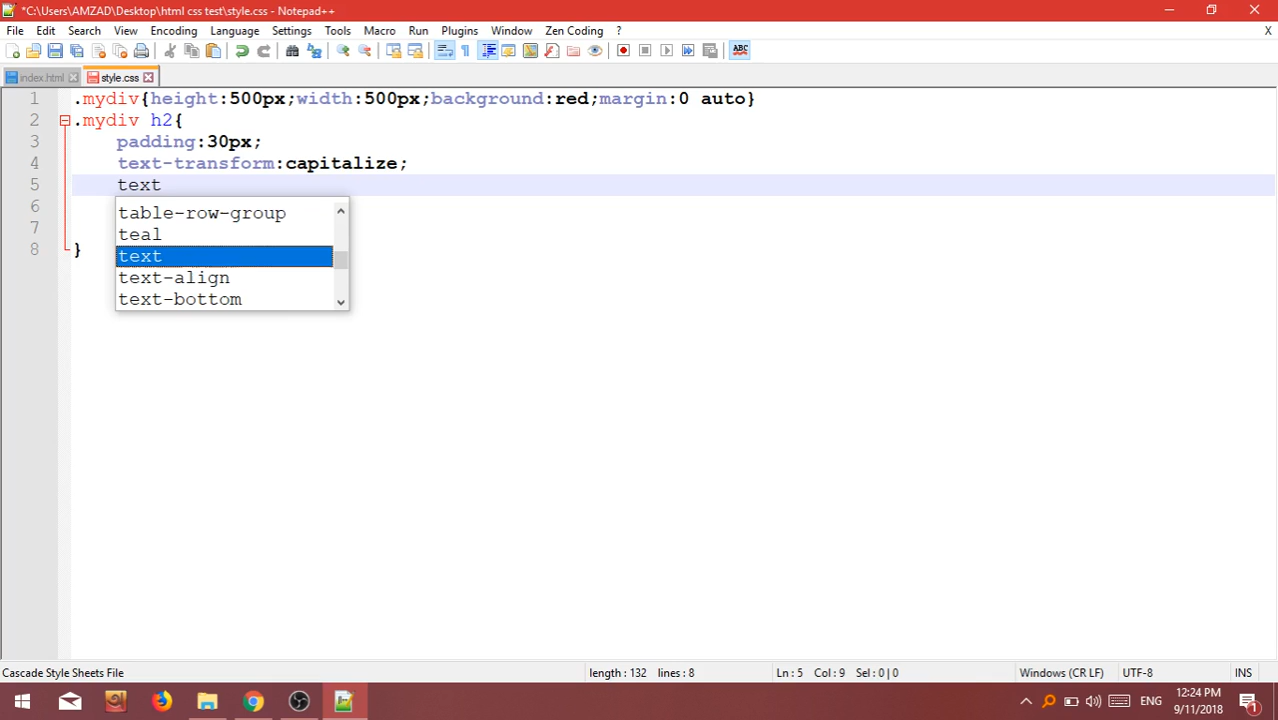 *C:\Users\AMZAD\Desktop\html css test\style.css - Notepad++
File Edit Search View Encoding Language Settings Tools Macro Run Plugins Window Zen Coding ? X
ABC
index.html style.css
1 .mydiv{height:500px;width:500px;background:red;margin:0 auto}
2 .mydiv h2{
3 padding:30px;
4 text-transform:capitalize;
5 text
6 table-row-group
teal
7 text
8 } text-align
text-bottom
Cascade Style Sheets File length : 132 lines : 8 Ln : 5 Col : 9 Sel : 0 | 0 Windows (CR LF) UTF-8 INS
ENG 12:24 PM
9/11/2018 1